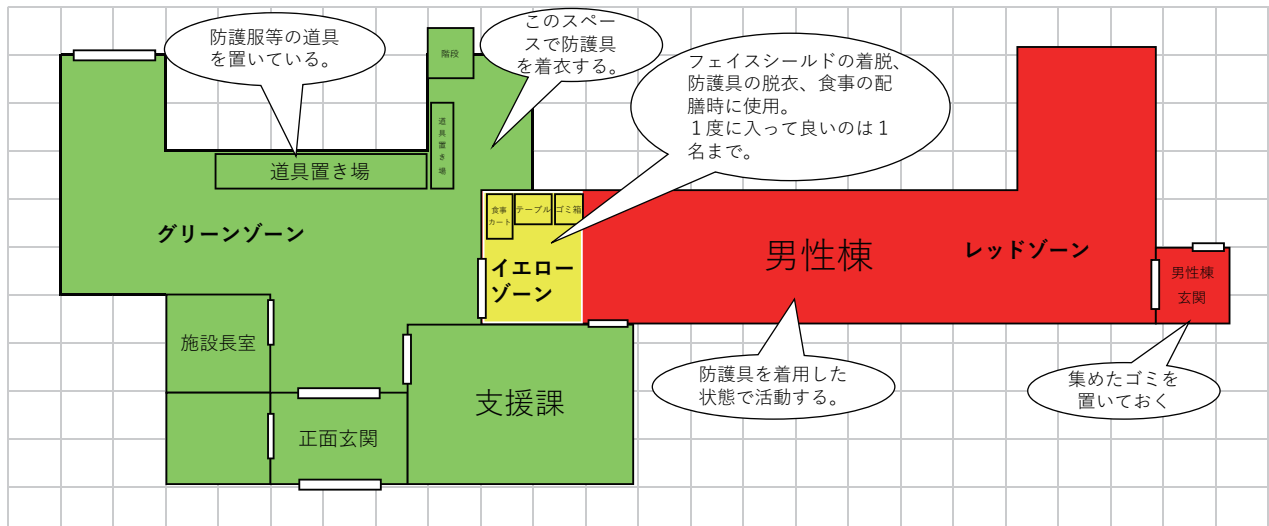 防護服等の道具
を置いている。
このスペー
スで防護具
を着衣する。
フェイスシールドの着脱、
防護具の脱衣、食事の配
膳時に使用。
１度に入って良いのは１
名まで。
階段
道具置き場
道具置き場
食事
カート
テーブル
ゴミ箱
グリーンゾーン
イエロー
ゾーン
男性棟
レッドゾーン
男性棟
玄関
施設長室
支援課
正面玄関
防護具を着用した
状態で活動する。
集めたゴミを
置いておく